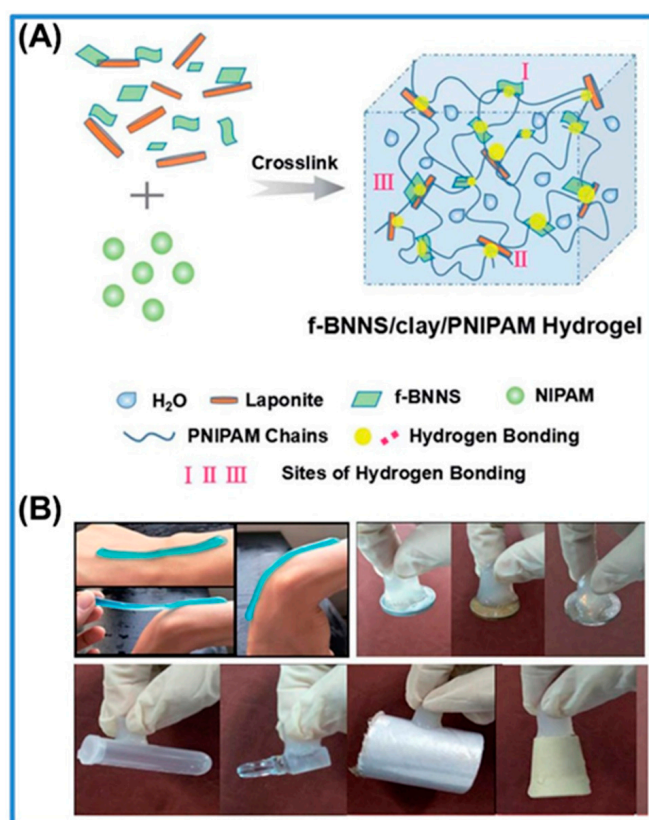 (A)
Crosslink
I
III
II
f-BNNS/clay/PNIPAM Hydrogel
H₂O Laponite f-BNNS NIPAM
PNIPAM Chains Hydrogen Bonding
I II III Sites of Hydrogen Bonding
(B)